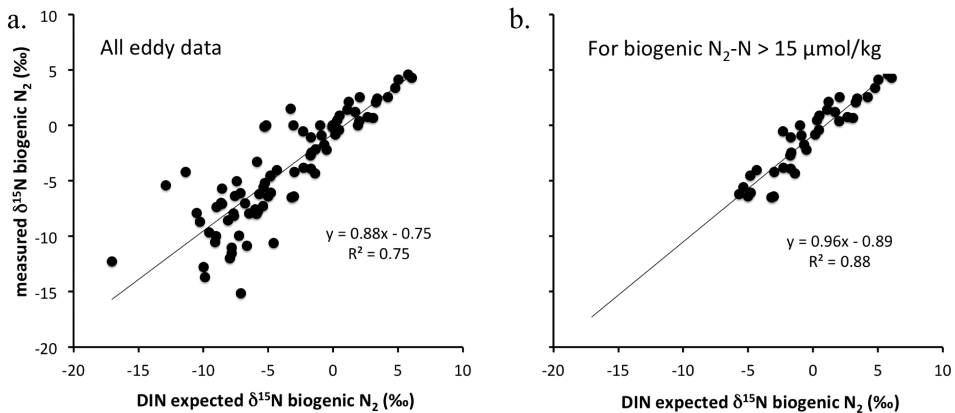 a.
All eddy data
measured δ¹⁵N biogenic N₂ (‰)
10
5
0
-5
-10
-15
-20
y = 0.88x - 0.75
R² = 0.75
-20 -15 -10 -5 0 5 10
DIN expected δ¹⁵N biogenic N₂ (‰)
b.
For biogenic N₂-N > 15 μmol/kg
y = 0.96x - 0.89
R² = 0.88
-20 -15 -10 -5 0 5 10
DIN expected δ¹⁵N biogenic N₂ (‰)